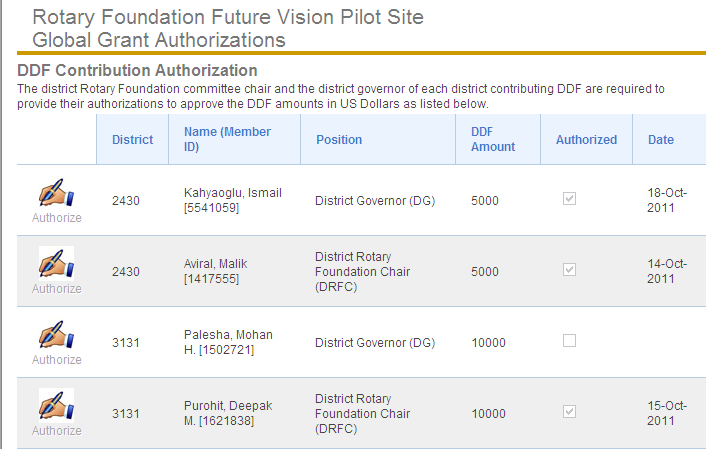 Rotary Foundation Future Vision Pilot Site
Global Grant Authorizations
DDF Contribution Authorization
The district Rotary Foundation committee chair and the district governor of each district contributing DDF are required to
provide their authorizations to approve the DDF amounts in US Dollars as listed below.
District Name (Member ID) Position DDF Amount Authorized Date
Authorize 2430 Kahyaoglu, Ismail [5541059] District Governor (DG) 5000 18-Oct-2011
Authorize 2430 Aviral, Malik [1417555] District Rotary Foundation Chair (DRFC) 5000 14-Oct-2011
Authorize 3131 Palesha, Mohan H. [1502721] District Governor (DG) 10000
Authorize 3131 Purohit, Deepak M. [1621838] District Rotary Foundation Chair (DRFC) 10000 15-Oct-2011